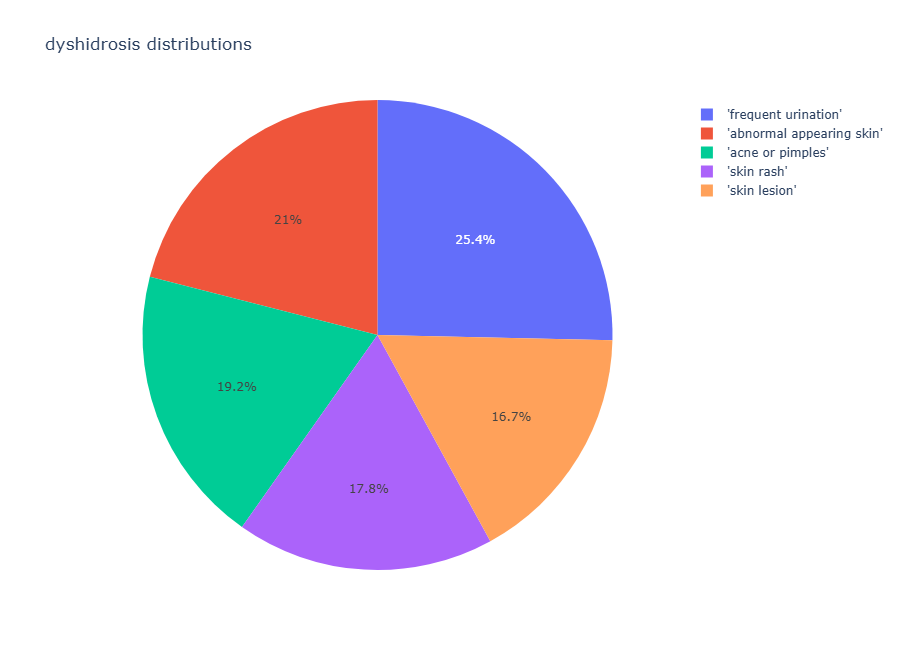 dyshidrosis distributions
'frequent urination'
'abnormal appearing skin'
'acne or pimples'
'skin rash'
'skin lesion'
21%
25.4%
19.2%
16.7%
17.8%